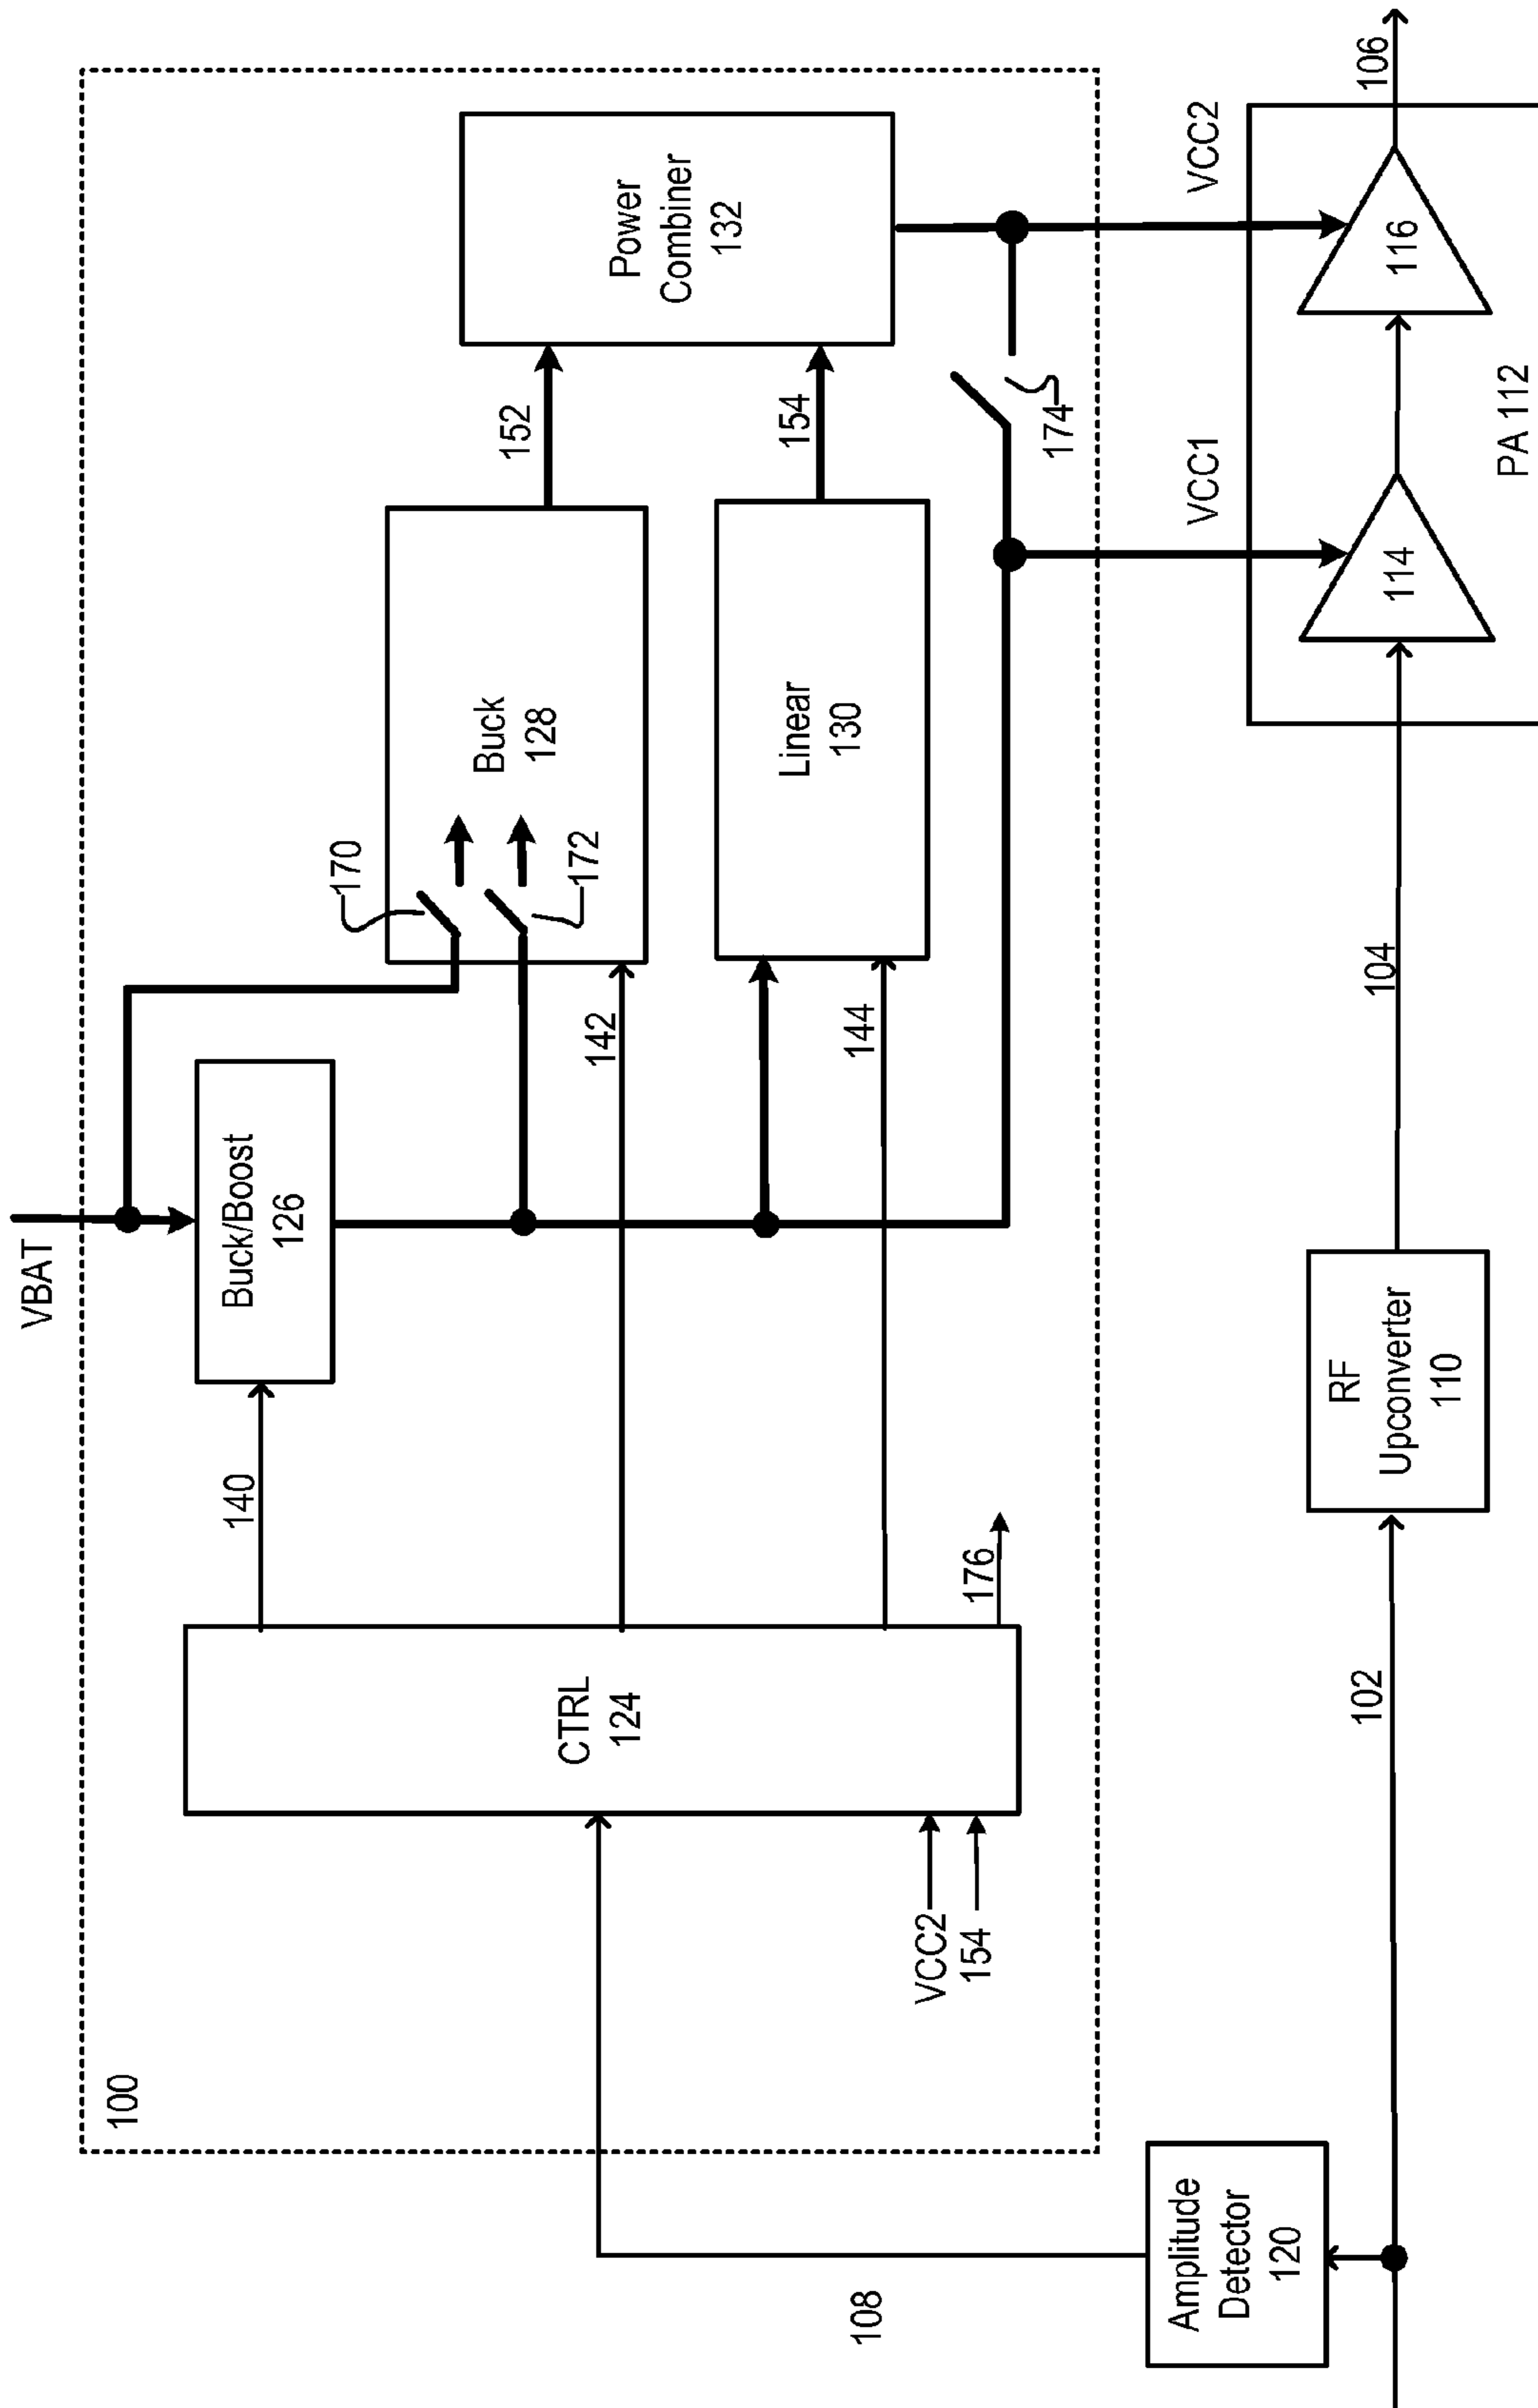 100
VBAT
140
Buck/Boost
126
170
Buck
128
172
152
Power
Combiner
132
142
CTRL
124
144
Linear
130
154
174
176
VCC2
154
VCC1
VCC2
108
Amplitude
Detector
120
102
RF
Upconverter
110
104
114
116
106
PA 112